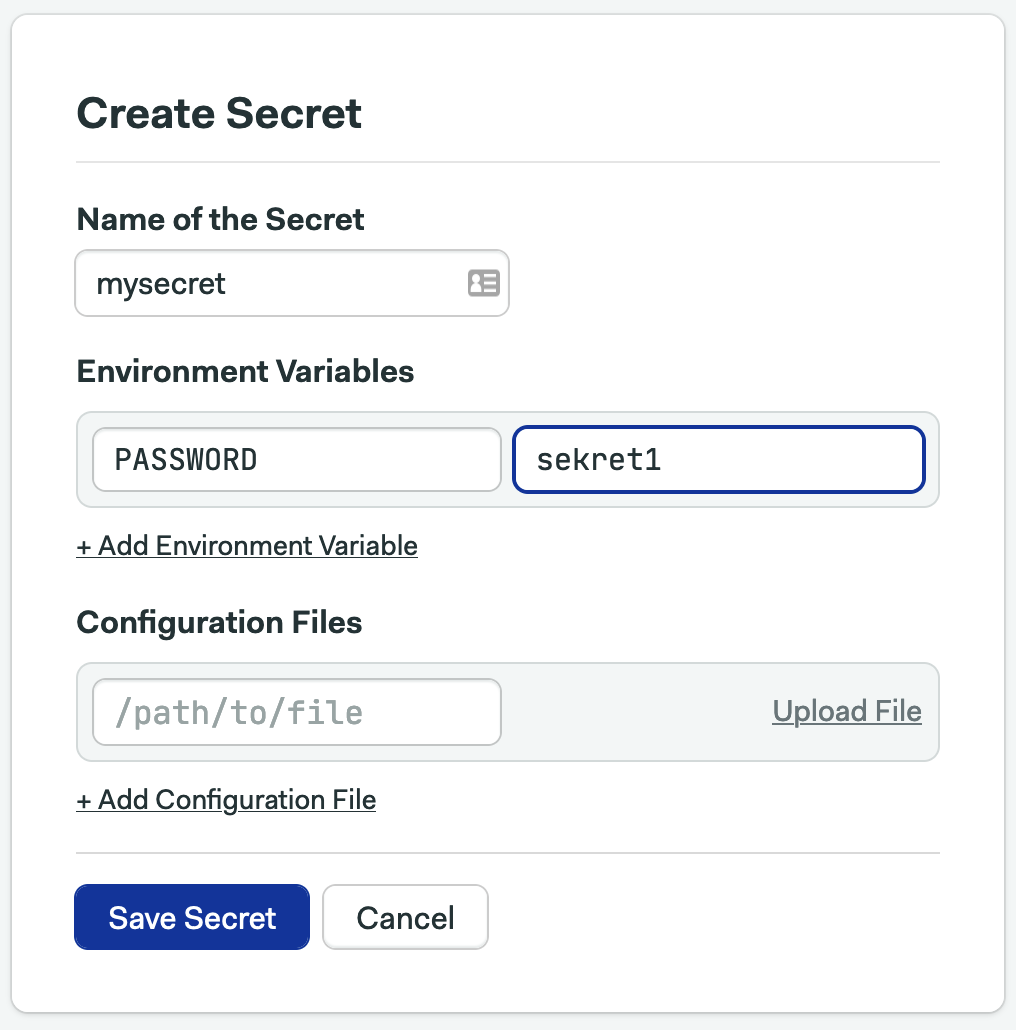 Create Secret
Name of the Secret
mysecret
Environment Variables
PASSWORD sekret1
+ Add Environment Variable
Configuration Files
/path/to/file Upload File
+ Add Configuration File
Save Secret Cancel